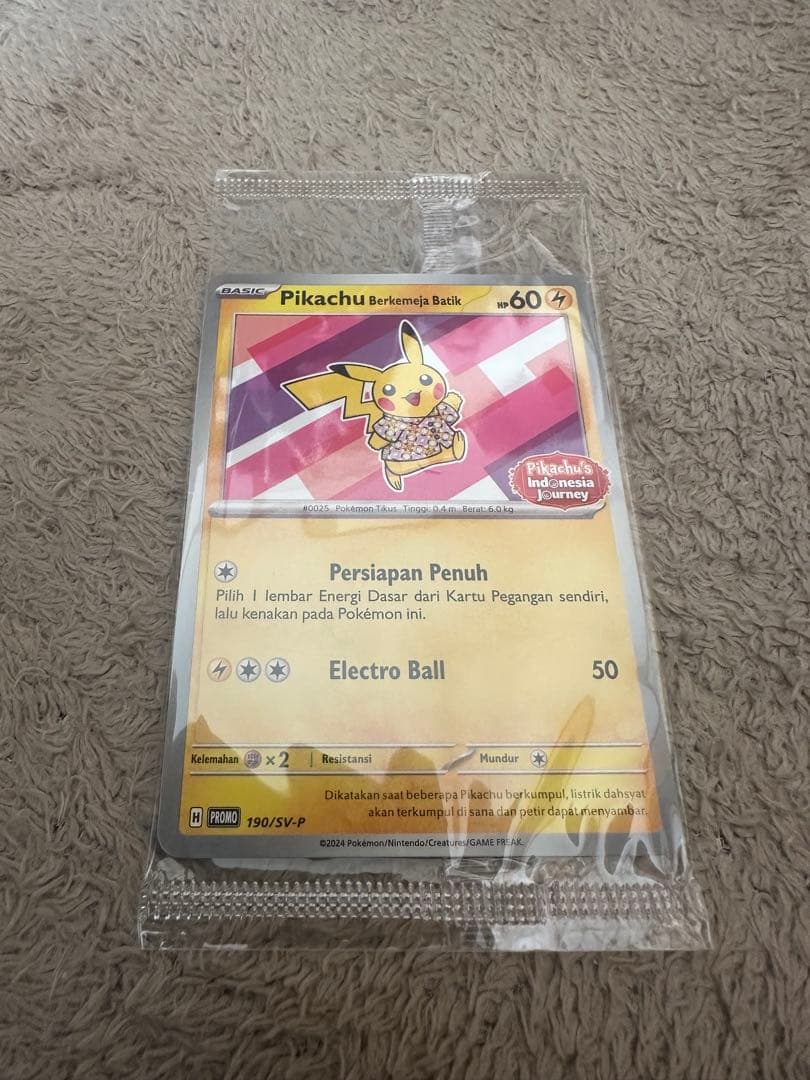 BASIC Pikachu Berkemeja Batik HP 60
Pikachu's
Indonesia
Journey
#0025 Pokémon Tikus Tinggi: 0.4 m Berat: 6.0 kg
Persiapan Penuh
Pilih 1 lembar Energi Dasar dari Kartu Pegangan sendiri,
lalu kenakan pada Pokémon ini.
Electro Ball 50
Kelemahan ×2 Resistansi Mundur
Dikatakan saat beberapa Pikachu berkumpul, listrik dahsyat
akan terkumpul di sana dan petir dapat menyambar.
H PROMO 190/SV-P
©2024 Pokémon/Nintendo/Creatures/GAME FREAK.